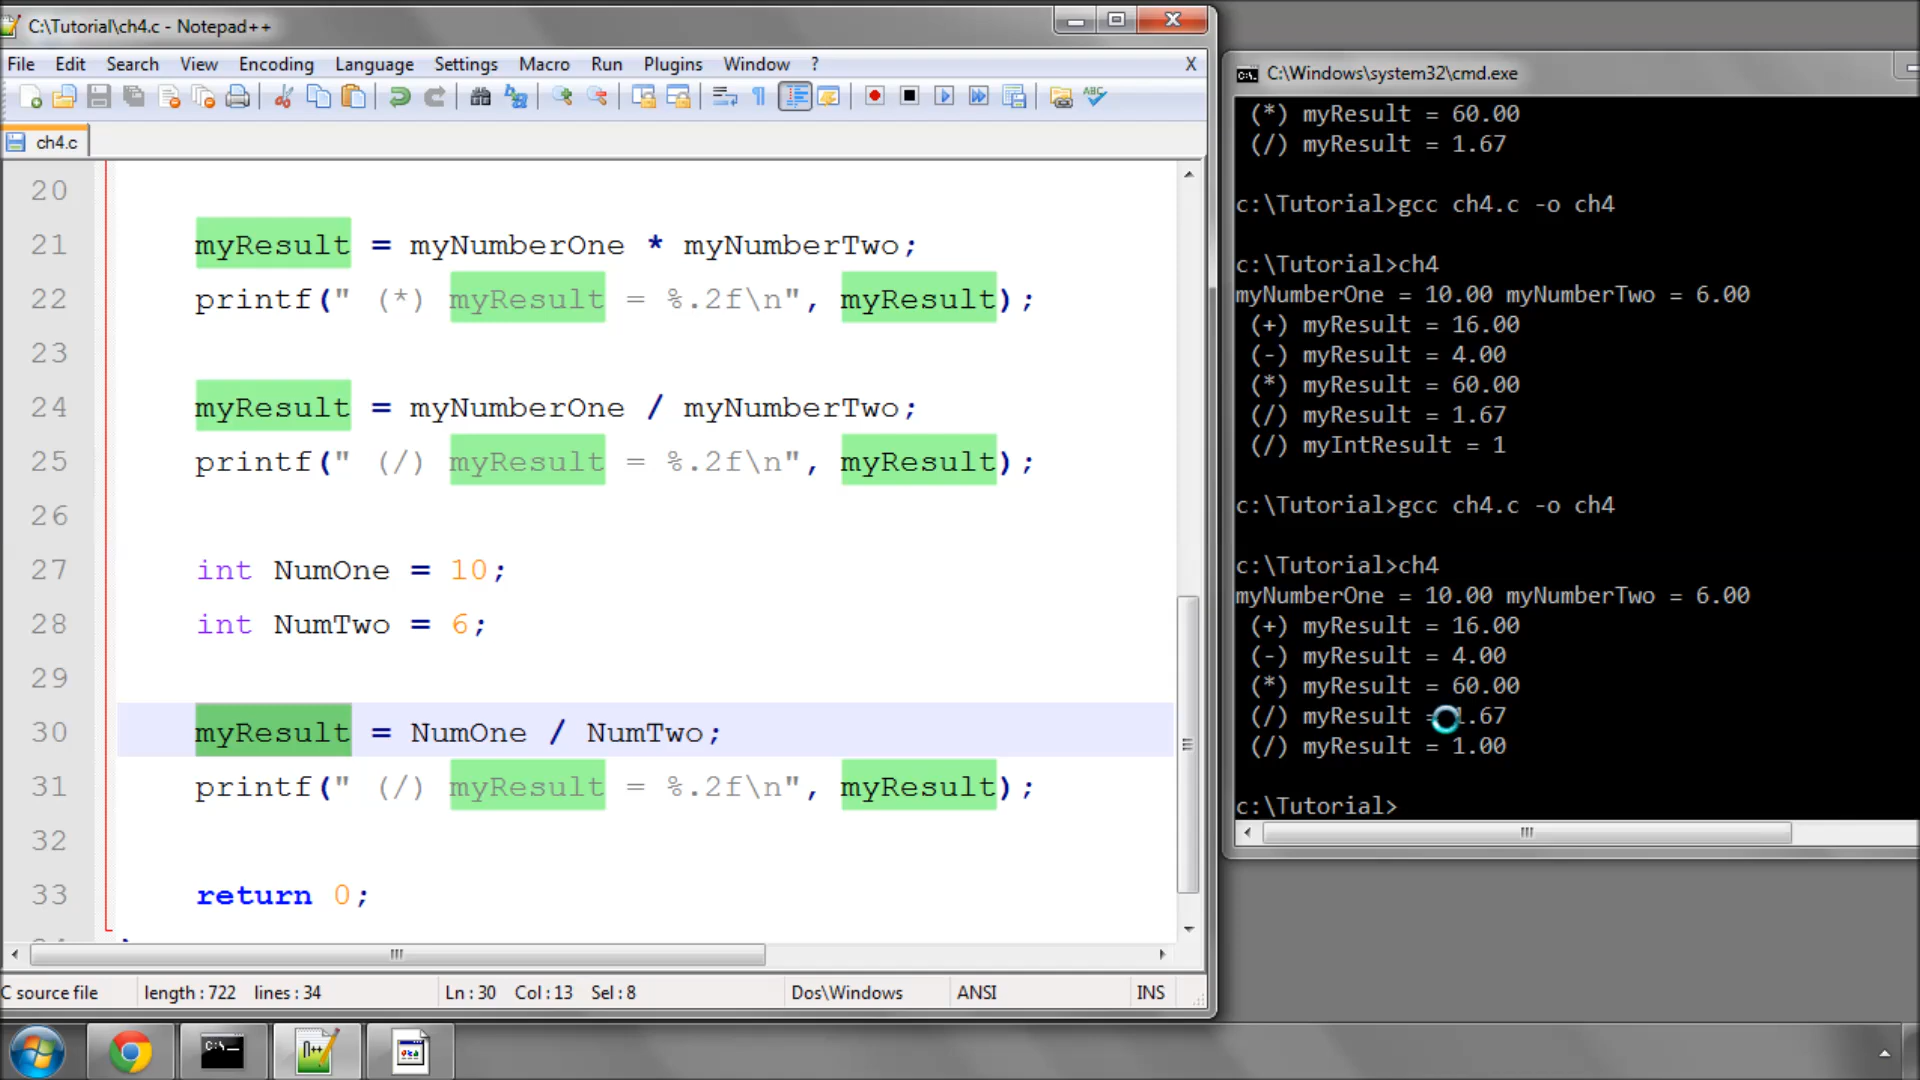 C:\Tutorial\ch4.c - Notepad++
File Edit Search View Encoding Language Settings Macro Run Plugins Window ? X
ch4.c
20
21 myResult = myNumberOne * myNumberTwo;
22 printf(" (*) myResult = %.2f\n", myResult);
23
24 myResult = myNumberOne / myNumberTwo;
25 printf(" (/) myResult = %.2f\n", myResult);
26
27 int NumOne = 10;
28 int NumTwo = 6;
29
30 myResult = NumOne / NumTwo;
31 printf(" (/) myResult = %.2f\n", myResult);
32
33 return 0;
C source file length : 722 lines : 34 Ln : 30 Col : 13 Sel : 8 Dos\Windows ANSI INS
C:\Windows\system32\cmd.exe
(*) myResult = 60.00
(/) myResult = 1.67
c:\Tutorial>gcc ch4.c -o ch4
c:\Tutorial>ch4
myNumberOne = 10.00 myNumberTwo = 6.00
(+) myResult = 16.00
(-) myResult = 4.00
(*) myResult = 60.00
(/) myResult = 1.67
(/) myIntResult = 1
c:\Tutorial>gcc ch4.c -o ch4
c:\Tutorial>ch4
myNumberOne = 10.00 myNumberTwo = 6.00
(+) myResult = 16.00
(-) myResult = 4.00
(*) myResult = 60.00
(/) myResult = 1.67
(/) myResult = 1.00
c:\Tutorial>